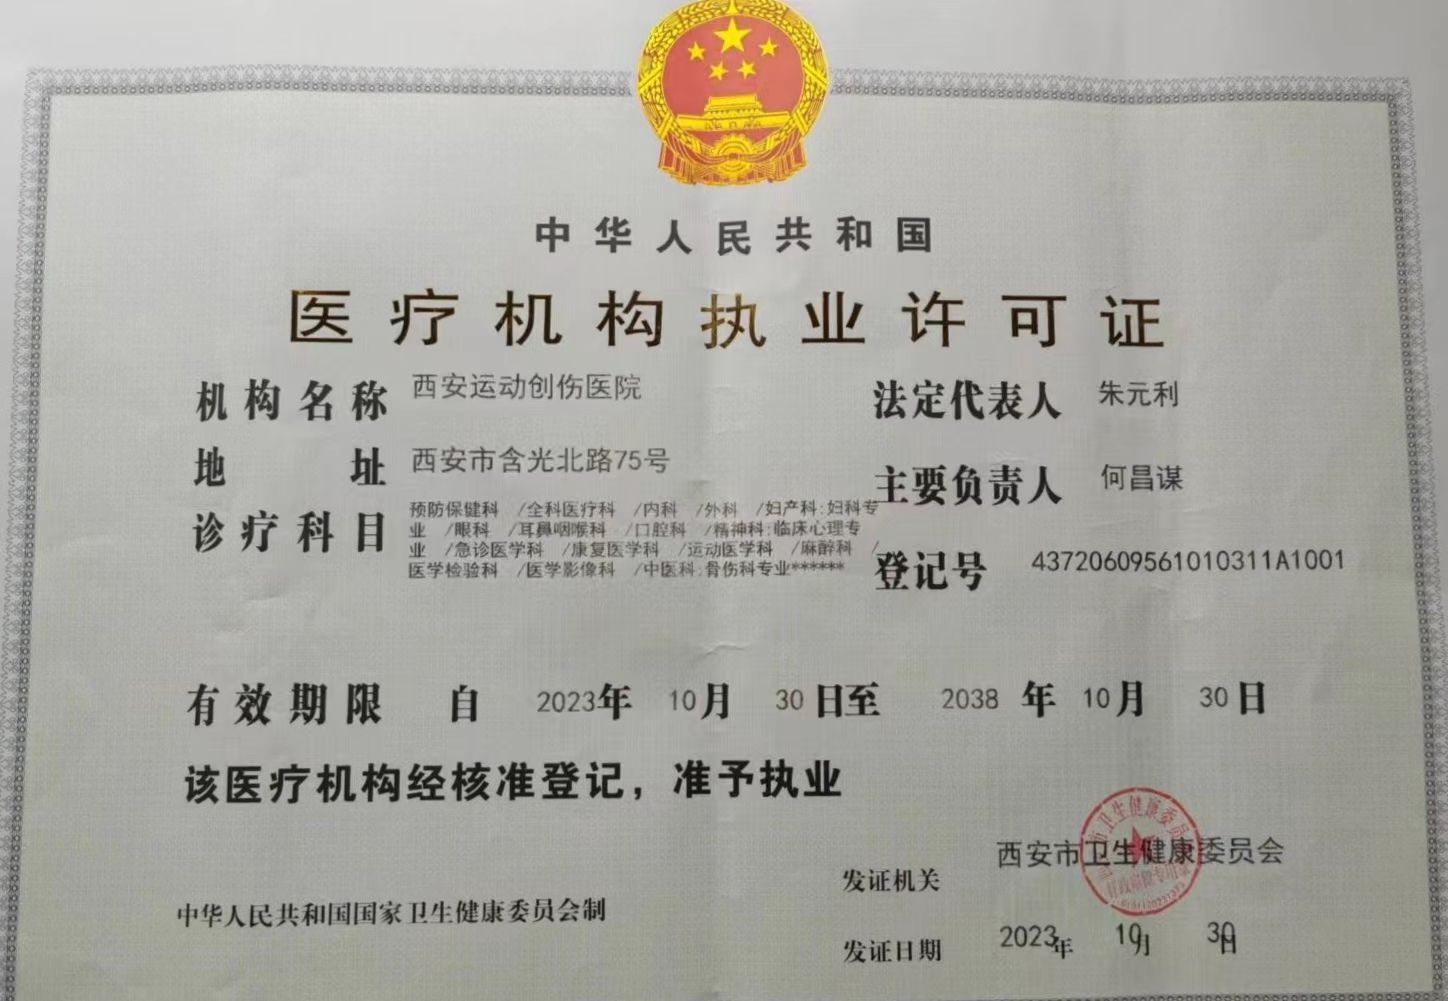 中华人民共和国
医疗机构执业许可证
机构名称 西安运动创伤医院
法定代表人 朱元利
地址 西安市含光北路75号
主要负责人 何昌谋
诊疗科目 预防保健科 /全科医疗科 /内科 /外科 /妇产科:妇科专
业 /眼科 /耳鼻咽喉科 /口腔科 /精神科:临床心理专
业 /急诊医学科 /康复医学科 /运动医学科 /麻醉科 /
医学检验科 /医学影像科 /中医科:骨伤科专业******
登记号 43720609561010311A1001
有效期限 自 2023年 10月 30日至 2038年 10月 30日
该医疗机构经核准登记，准予执业
发证机关 西安市卫生健康委员会
中华人民共和国国家卫生健康委员会制
发证日期 2023年 10月 30日